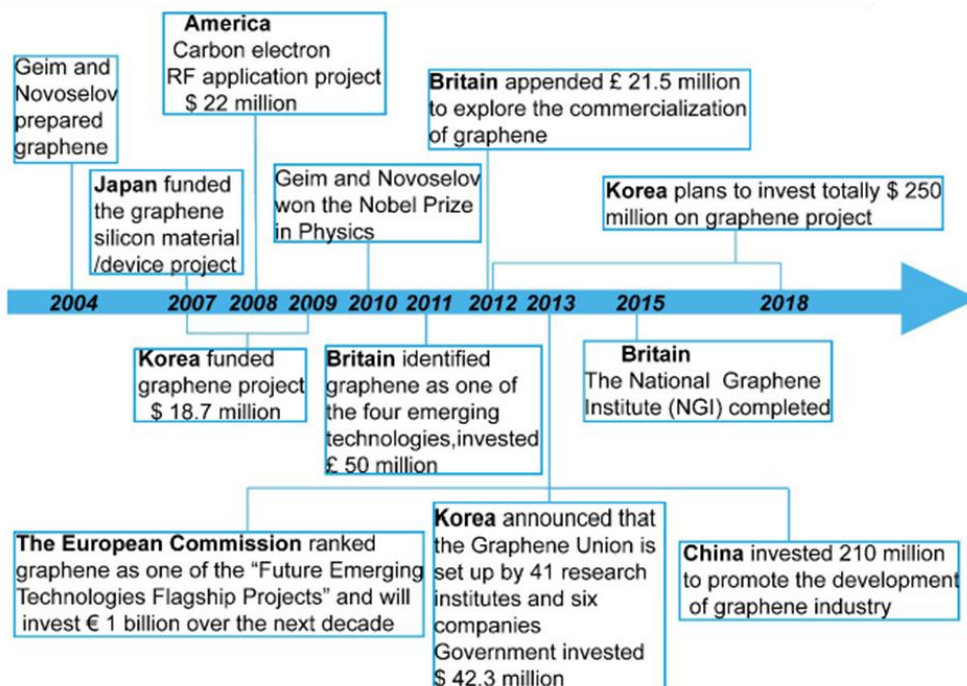 Geim and
Novoselov
prepared
graphene
America
Carbon electron
RF application project
$ 22 million
Britain appended £ 21.5 million
to explore the commercialization
of graphene
Japan funded
the graphene
silicon material
/device project
Geim and Novoselov
won the Nobel Prize
in Physics
Korea plans to invest totally $ 250
million on graphene project
2004 2007 2008 2009 2010 2011 2012 2013 2015 2018
Korea funded
graphene project
$ 18.7 million
Britain identified
graphene as one of
the four emerging
technologies,invested
£ 50 million
Britain
The National Graphene
Institute (NGI) completed
The European Commission ranked
graphene as one of the “Future Emerging
Technologies Flagship Projects” and will
invest € 1 billion over the next decade
Korea announced that
the Graphene Union is
set up by 41 research
institutes and six
companies
Government invested
$ 42.3 million
China invested 210 million
to promote the development
of graphene industry